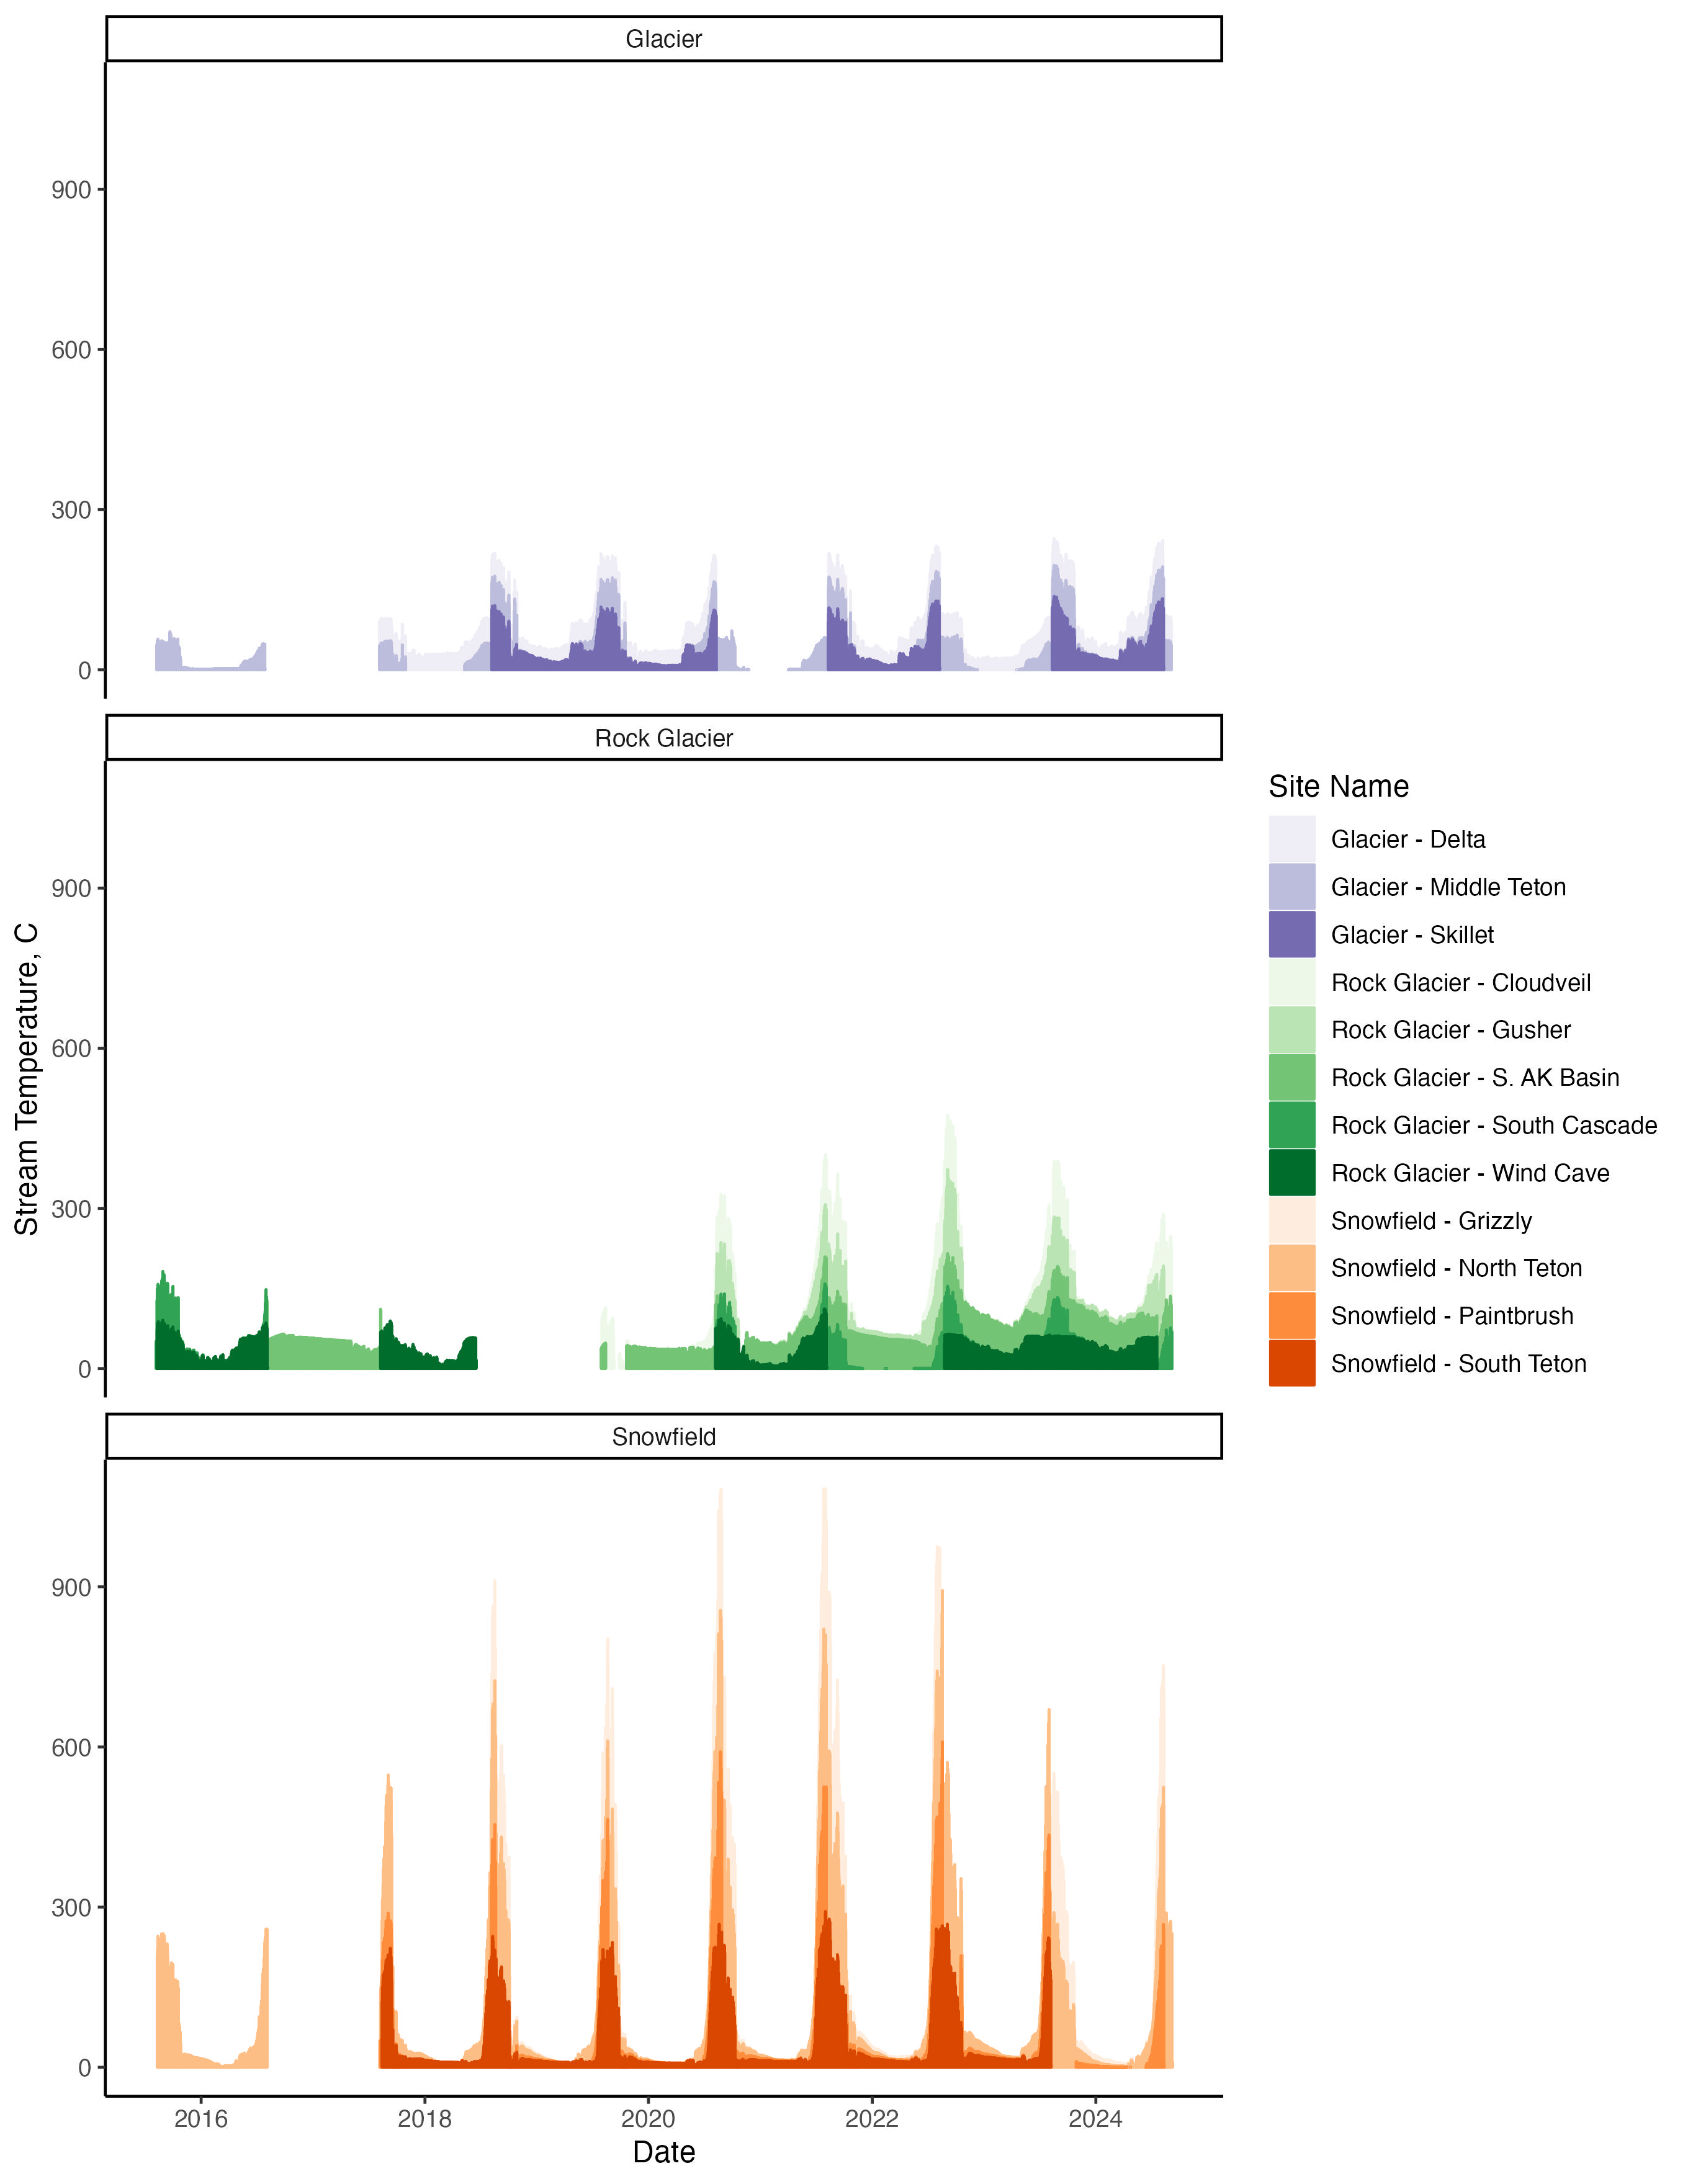 Glacier
900
600
300
0
Rock Glacier
900
600
300
0
Stream Temperature, C
Snowfield
900
600
300
0
2016 2018 2020 2022 2024
Date
Site Name
Glacier - Delta
Glacier - Middle Teton
Glacier - Skillet
Rock Glacier - Cloudveil
Rock Glacier - Gusher
Rock Glacier - S. AK Basin
Rock Glacier - South Cascade
Rock Glacier - Wind Cave
Snowfield - Grizzly
Snowfield - North Teton
Snowfield - Paintbrush
Snowfield - South Teton